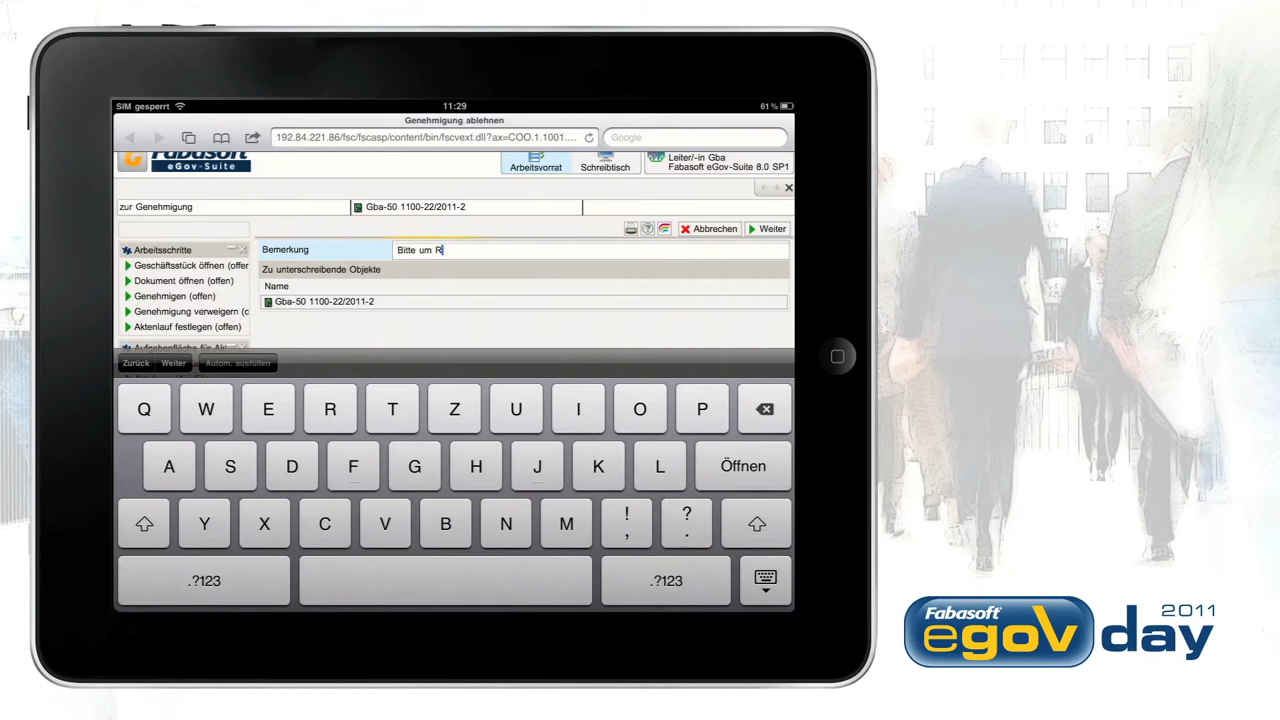 SIM gesperrt 11:29 61 %
Genehmigung ablehnen
192.84.221.86/fsc/fscasp/content/bin/fscvext.dll?ax=COO.1.1001.... Google
Fabasoft
eGov-Suite
Arbeitsvorrat
Schreibtisch
Leiter/-in Gba
Fabasoft eGov-Suite 8.0 SP1
zur Genehmigung Gba-50 1100-22/2011-2
Abbrechen Weiter
Arbeitsschritte
Geschäftsstück öffnen (offer
Dokument öffnen (offen)
Genehmigen (offen)
Genehmigung verweigern (c
Aktenlauf festlegen (offen)
Bemerkung Bitte um R
Zu unterschreibende Objekte
Name
Gba-50 1100-22/2011-2
Zurück Weiter Autom. ausfüllen
Q W E R T Z U I O P
A S D F G H J K L Öffnen
Y X C V B N M ! , ? .
.?123 .?123
Fabasoft
egov day 2011